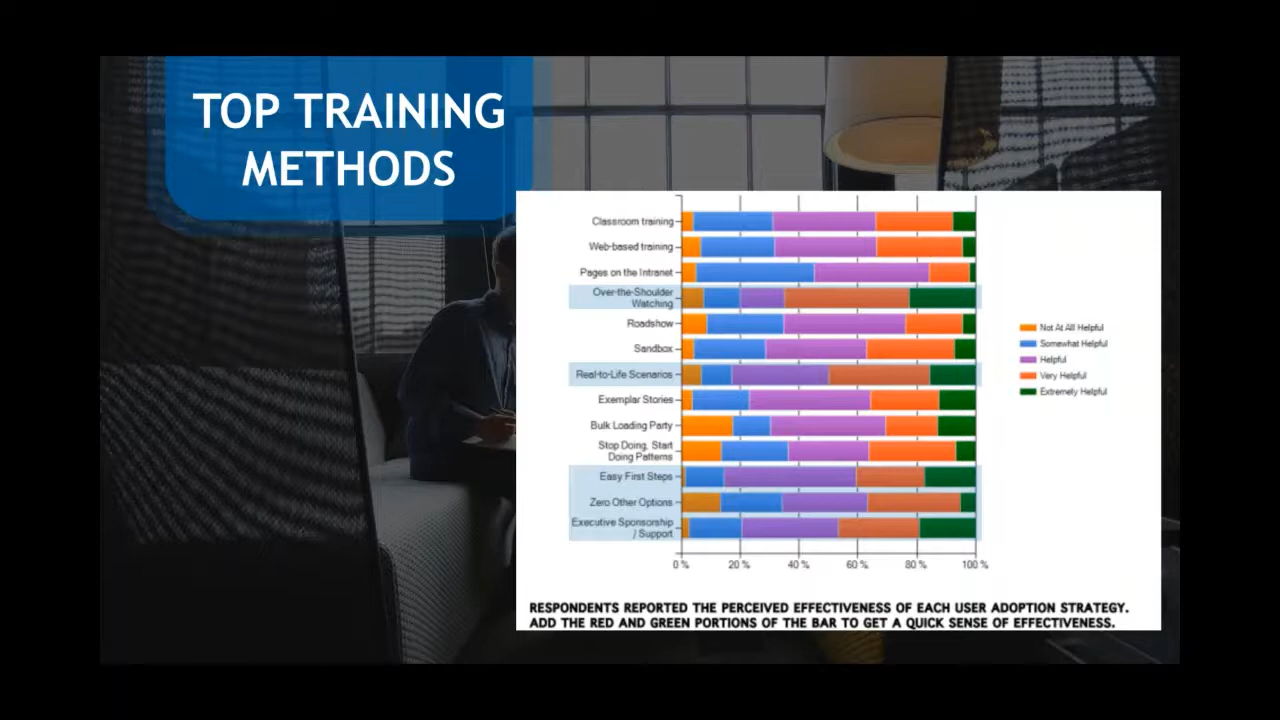 TOP TRAINING
METHODS
Classroom training
Web-based training
Pages on the Intranet
Over-the-Shoulder
Watching
Roadshow
Sandbox
Real-to-Life Scenarios
Exemplar Stories
Bulk Loading Party
Stop Doing, Start
Doing Patterns
Easy First Steps
Zero Other Options
Executive Sponsorship
/ Support
0 %
20 %
40 %
60 %
80 %
100 %
Not At All Helpful
Somewhat Helpful
Helpful
Very Helpful
Extremely Helpful
RESPONDENTS REPORTED THE PERCEIVED EFFECTIVENESS OF EACH USER ADOPTION STRATEGY.
ADD THE RED AND GREEN PORTIONS OF THE BAR TO GET A QUICK SENSE OF EFFECTIVENESS.